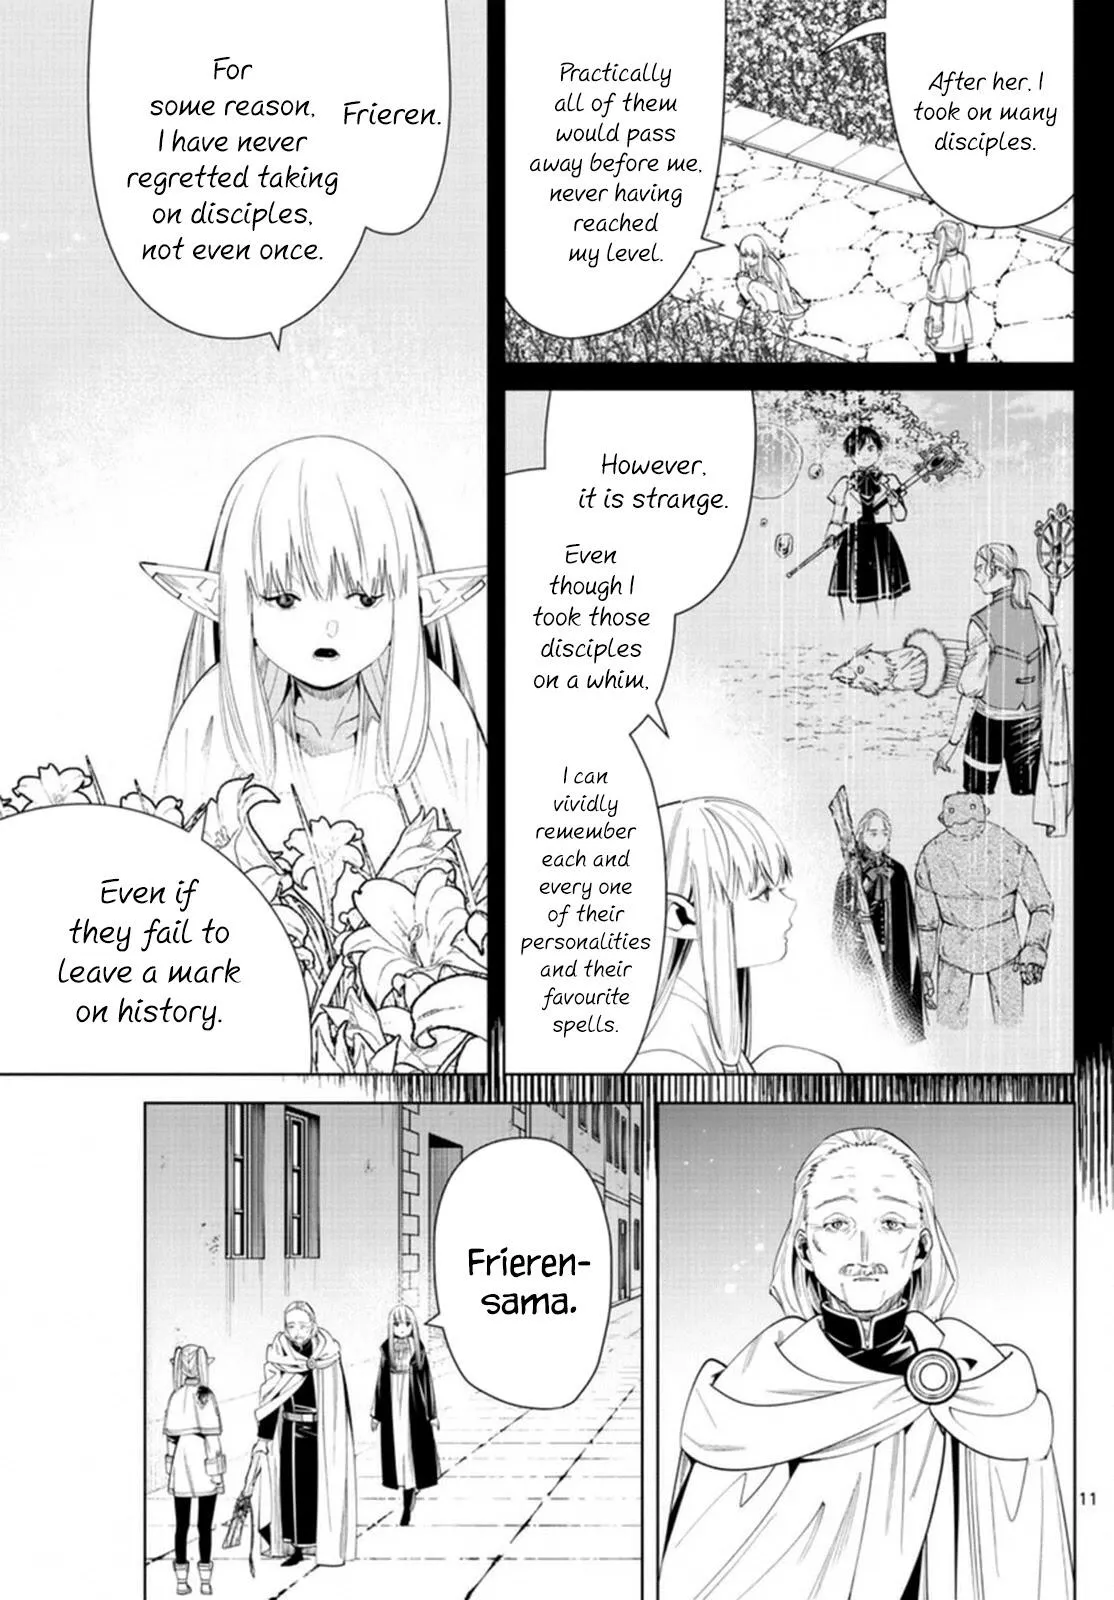 After her, I
took on many
disciples.
Practically
all of them
would pass
away before me,
never having
reached
my level.
However,
it is strange.
Even
though I
took those
disciples
on a whim,
I can
vividly
remember
each and
every one
of their
personalities
and their
favourite
spells.
Frieren.
For
some reason,
I have never
regretted taking
on disciples,
not even once.
Even if
they fail to
leave a mark
on history.
Frieren-
sama.
11